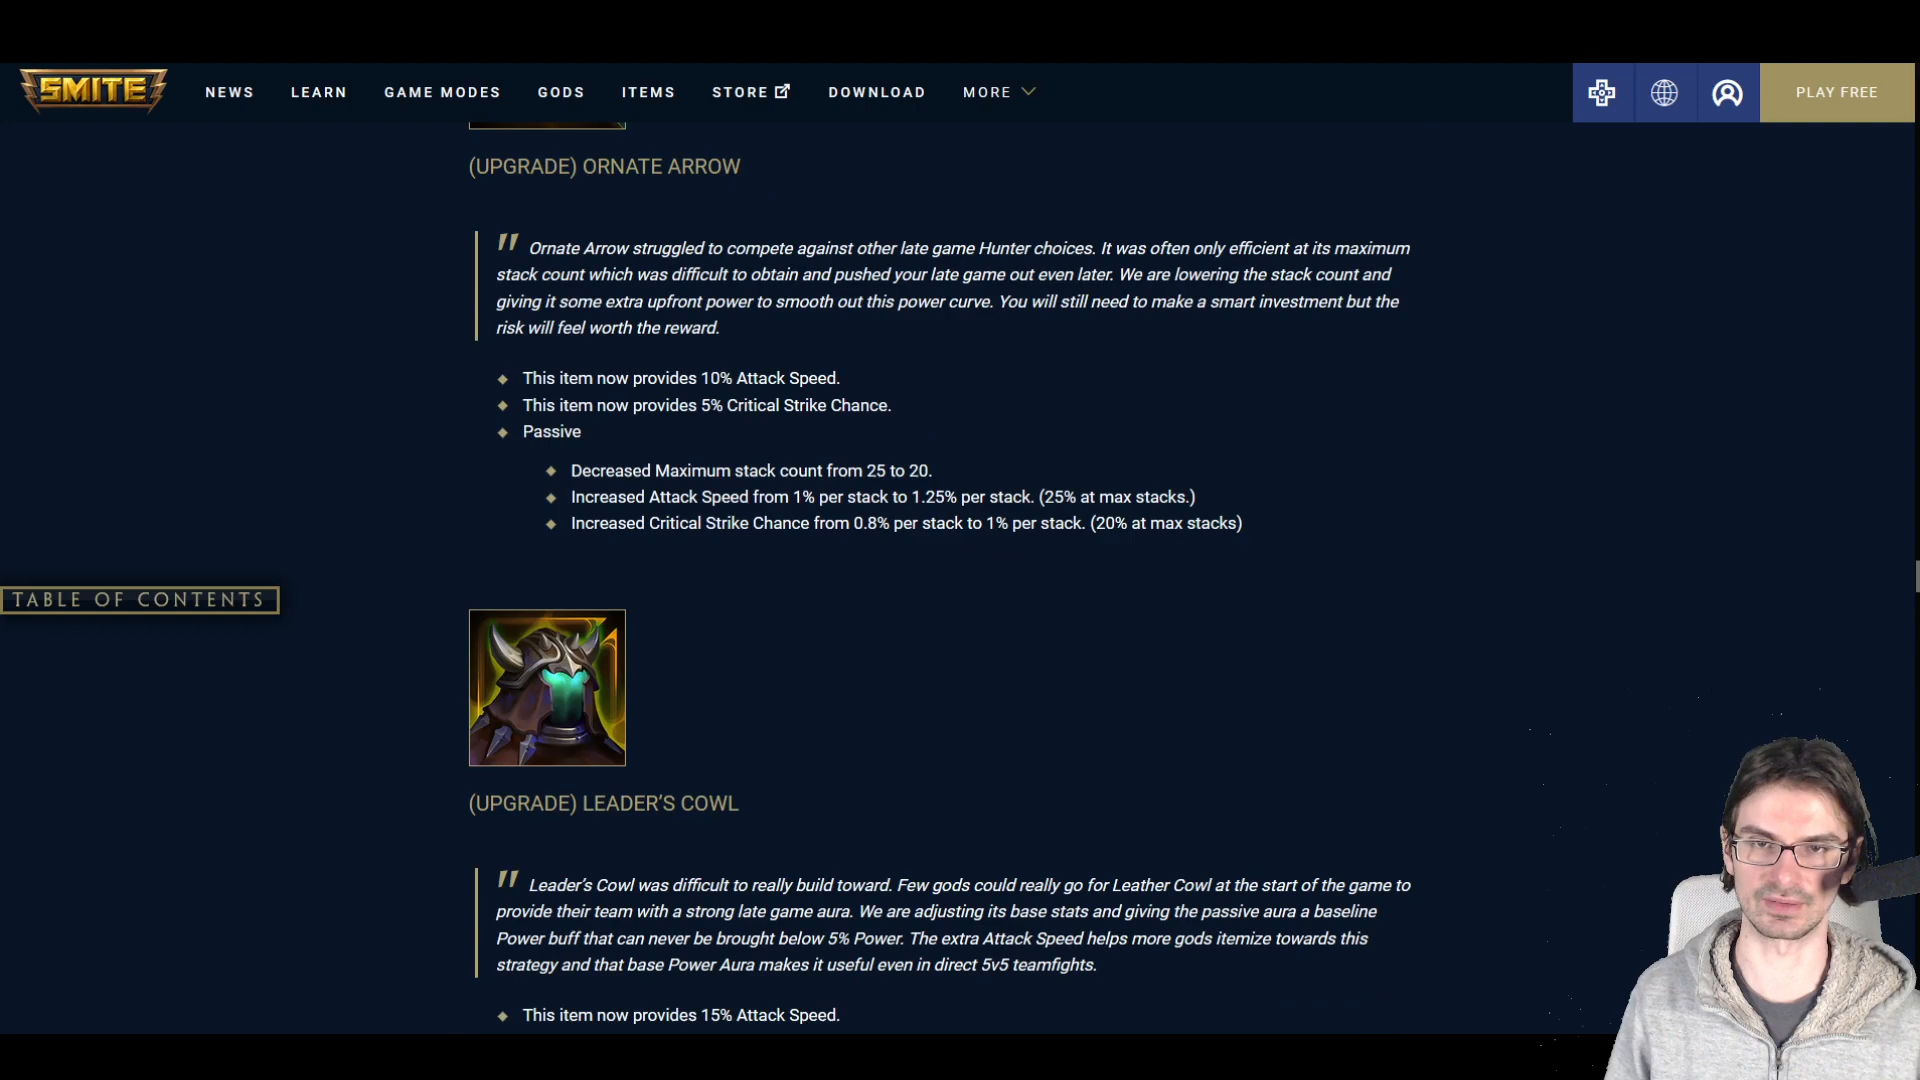 SMITE NEWS LEARN GAME MODES GODS ITEMS STORE DOWNLOAD MORE PLAY FREE
(UPGRADE) ORNATE ARROW
" Ornate Arrow struggled to compete against other late game Hunter choices. It was often only efficient at its maximum
stack count which was difficult to obtain and pushed your late game out even later. We are lowering the stack count and
giving it some extra upfront power to smooth out this power curve. You will still need to make a smart investment but the
risk will feel worth the reward.
This item now provides 10% Attack Speed.
This item now provides 5% Critical Strike Chance.
Passive
Decreased Maximum stack count from 25 to 20.
Increased Attack Speed from 1% per stack to 1.25% per stack. (25% at max stacks.)
Increased Critical Strike Chance from 0.8% per stack to 1% per stack. (20% at max stacks)
TABLE OF CONTENTS
(UPGRADE) LEADER’S COWL
" Leader’s Cowl was difficult to really build toward. Few gods could really go for Leather Cowl at the start of the game to
provide their team with a strong late game aura. We are adjusting its base stats and giving the passive aura a baseline
Power buff that can never be brought below 5% Power. The extra Attack Speed helps more gods itemize towards this
strategy and that base Power Aura makes it useful even in direct 5v5 teamfights.
This item now provides 15% Attack Speed.